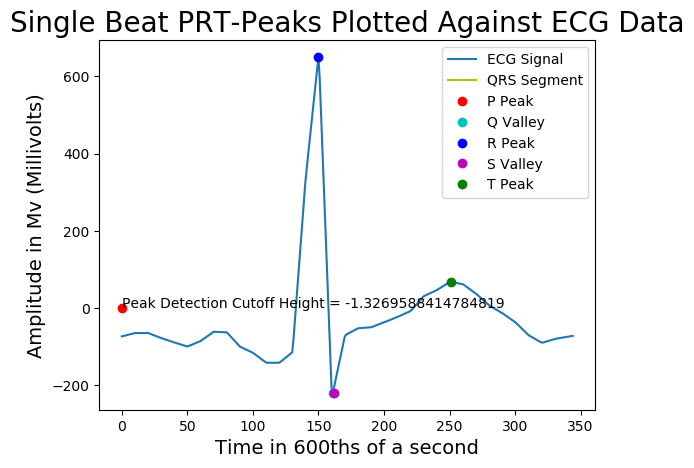 Single Beat PRT-Peaks Plotted Against ECG Data
Amplitude in Mv (Millivolts)
600
400
200
0
−200
ECG Signal
QRS Segment
P Peak
Q Valley
R Peak
S Valley
T Peak
Peak Detection Cutoff Height = -1.3269588414784819
0 50 100 150 200 250 300 350
Time in 600ths of a second